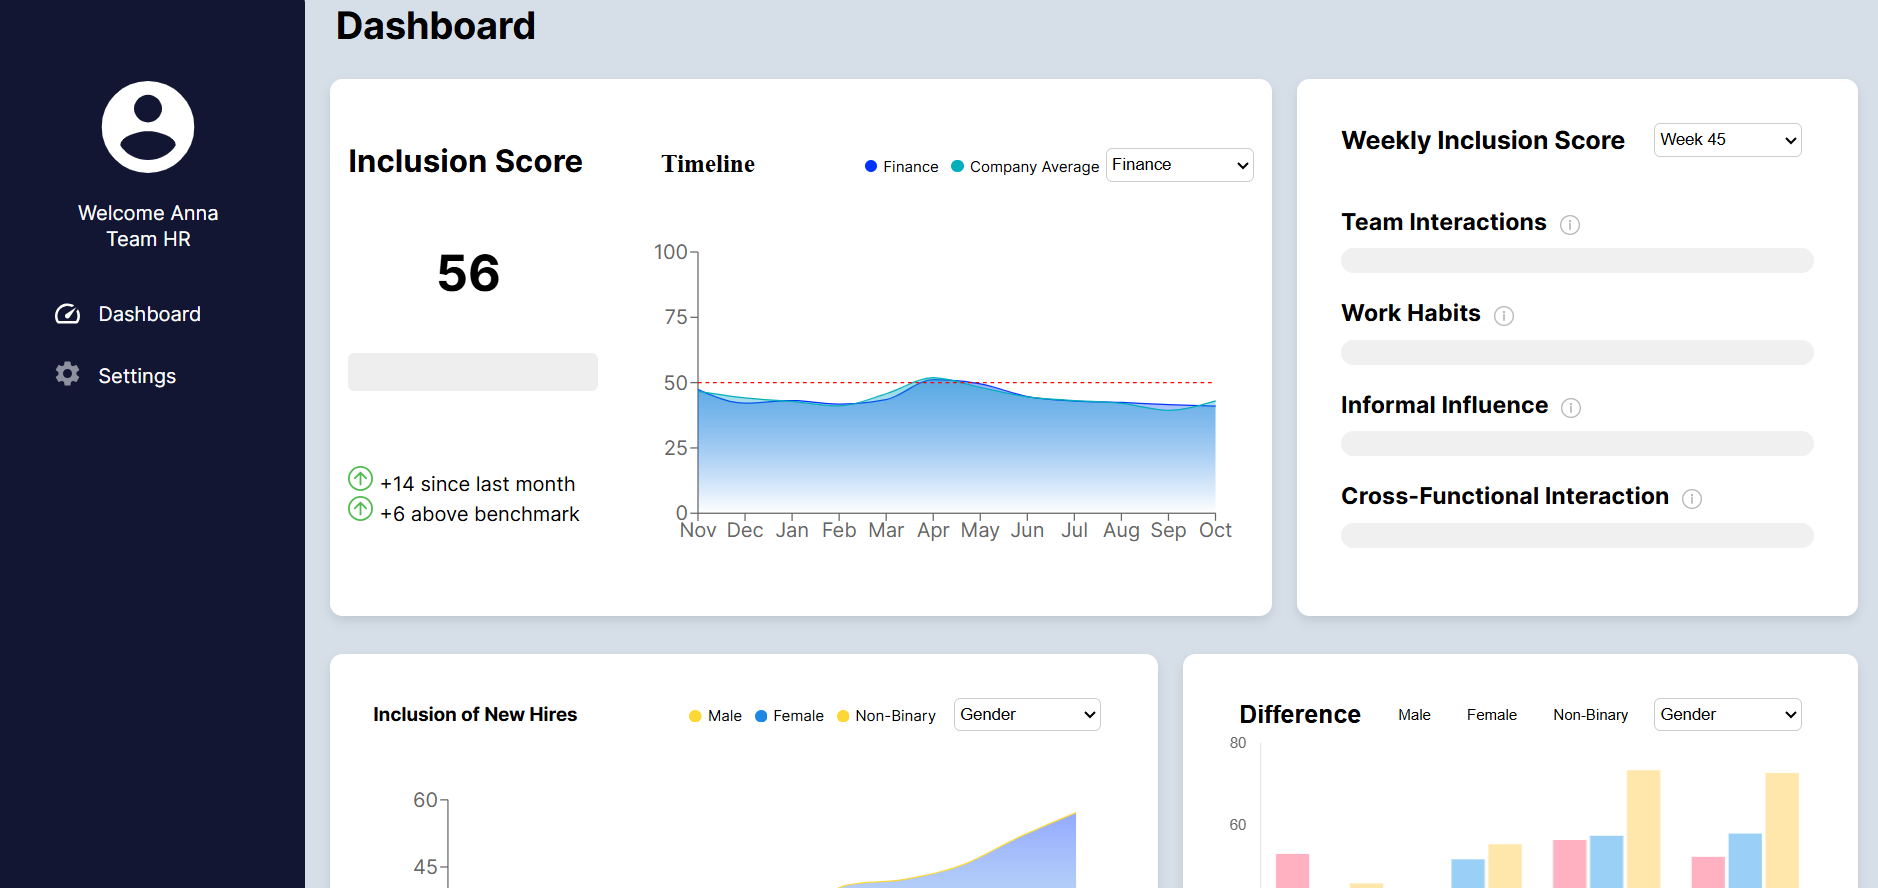 Dashboard
Welcome Anna
Team HR
Dashboard
Settings
Inclusion Score
56
+14 since last month
+6 above benchmark
Timeline
Finance
Company Average
Finance
100
75
50
25
0
Nov Dec Jan Feb Mar Apr May Jun Jul Aug Sep Oct
Weekly Inclusion Score
Week 45
Team Interactions
Work Habits
Informal Influence
Cross-Functional Interaction
Inclusion of New Hires
Male
Female
Non-Binary
Gender
60
45
Difference
Male
Female
Non-Binary
Gender
80
60